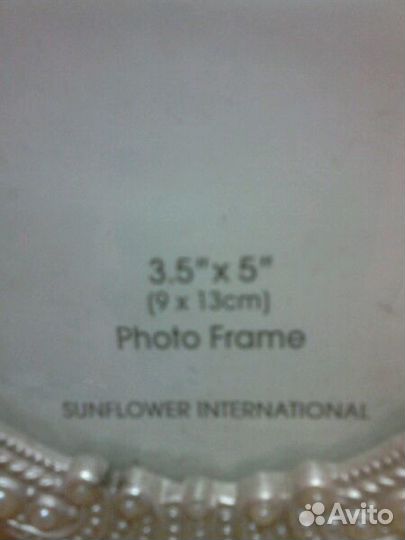 3.5" x 5"
(9 x 13cm)
Photo Frame
SUNFLOWER INTERNATIONAL
Avito